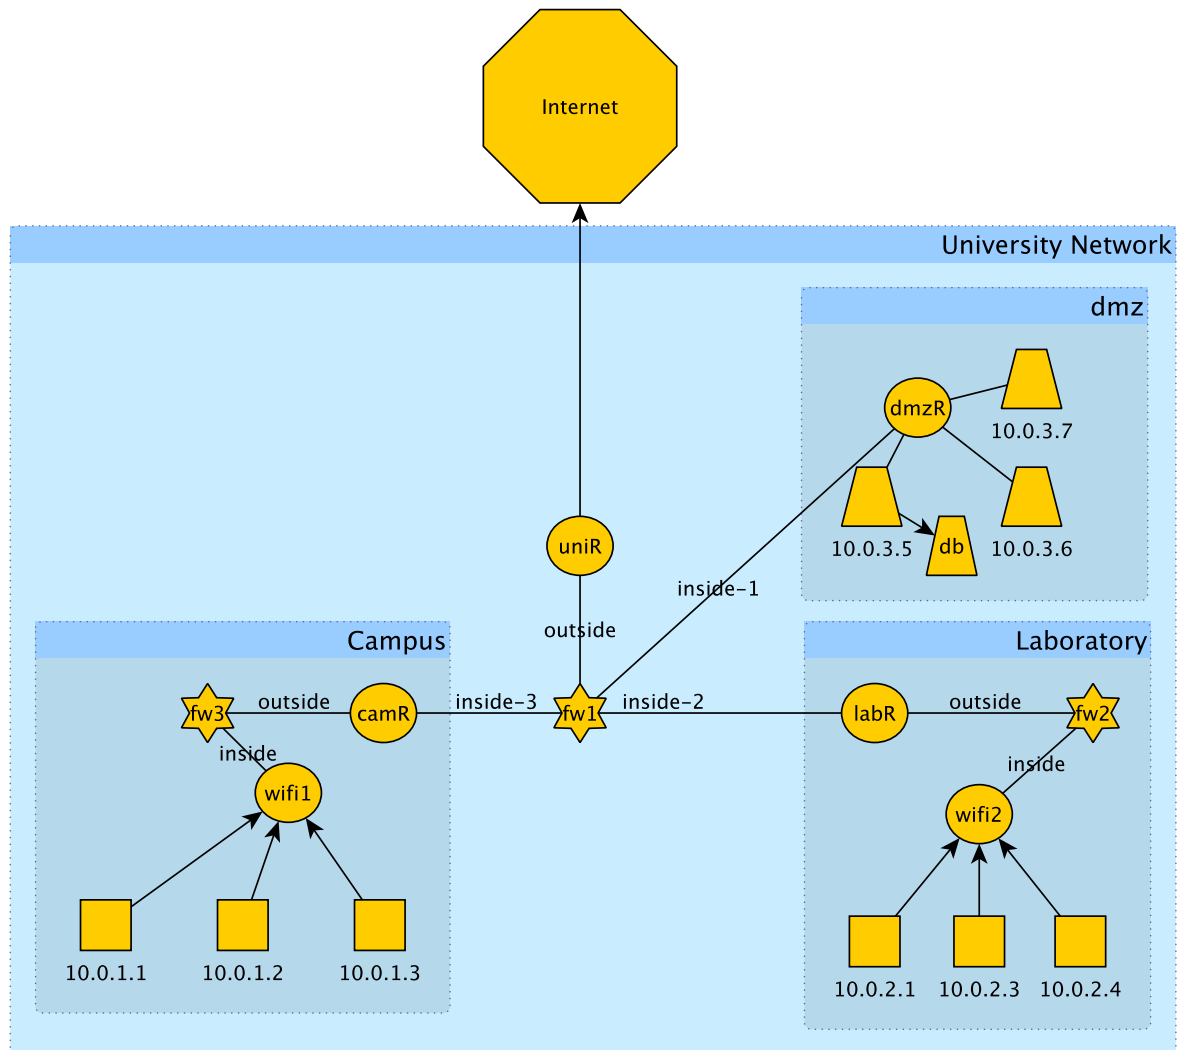 Internet
University Network
dmz
dmzR
10.0.3.7
10.0.3.5
db
10.0.3.6
uniR
inside-1
outside
Campus
Laboratory
fw3
outside
camR
inside-3
fw1
inside-2
labR
outside
fw2
inside
inside
wifi1
wifi2
10.0.1.1
10.0.1.2
10.0.1.3
10.0.2.1
10.0.2.3
10.0.2.4